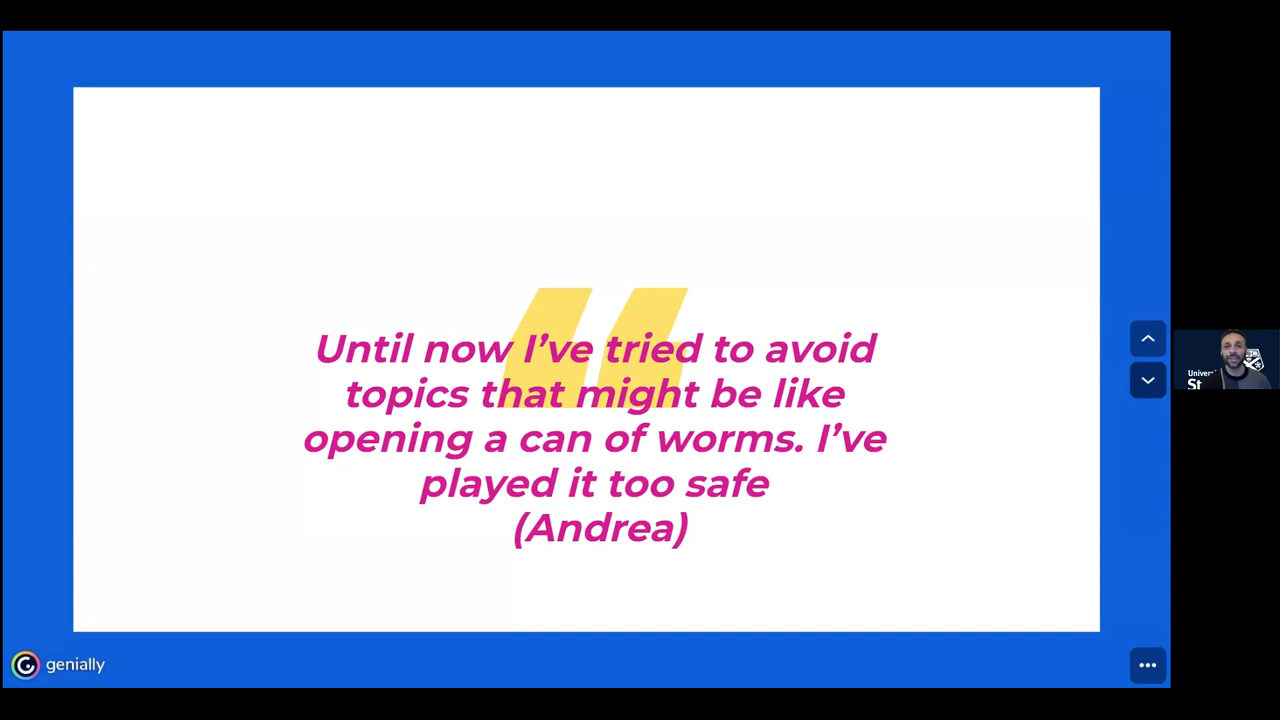 Until now I’ve tried to avoid
topics that might be like
opening a can of worms. I’ve
played it too safe
(Andrea)
St
genially